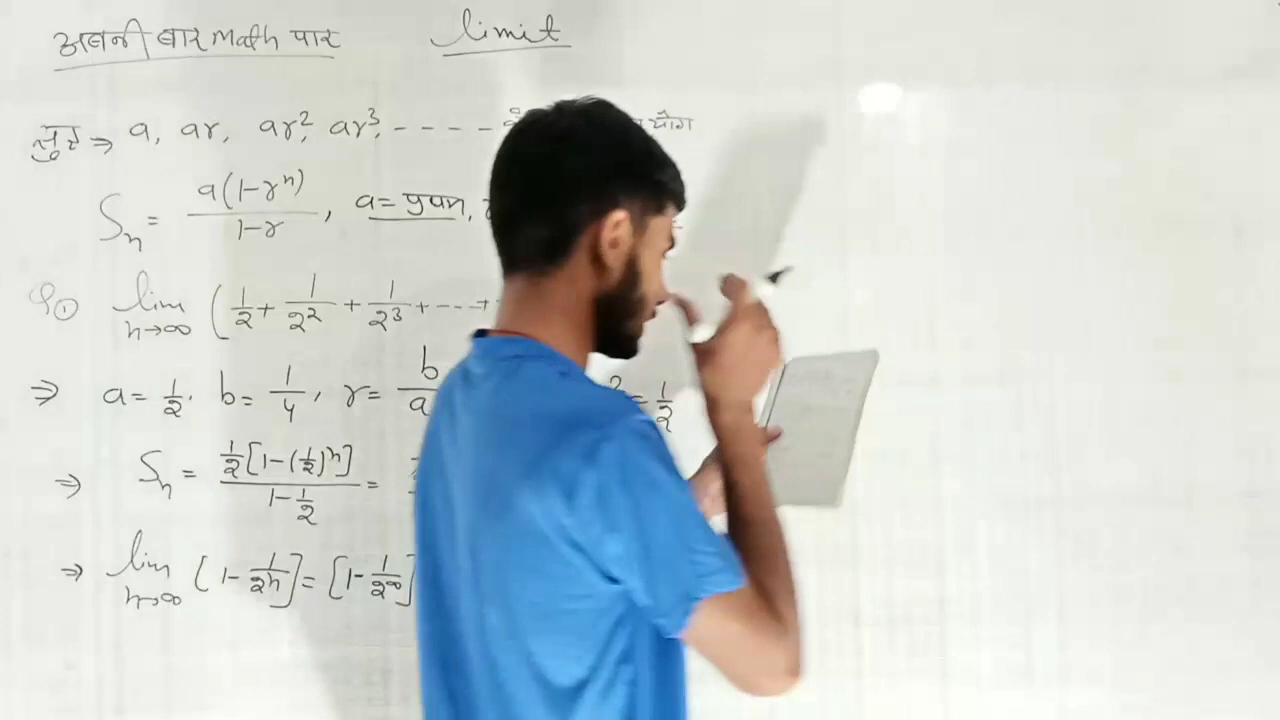 अबनी बार math पार limit
सुत्र ⇒ a, ar, ar², ar³, - - - - योग
Sₙ = a(1-rⁿ)/1-r , a = प्रथम,
Q① lim n→∞ (1/2 + 1/2² + 1/2³ + --- +
⇒ a = 1/2, b = 1/4, r = b/a 2 = 1/2
⇒ Sₙ = 1/2[1-(1/2)ⁿ]/1-1/2 =
⇒ lim n→∞ [1 - 1/2ⁿ] = [1 - 1/2^∞]